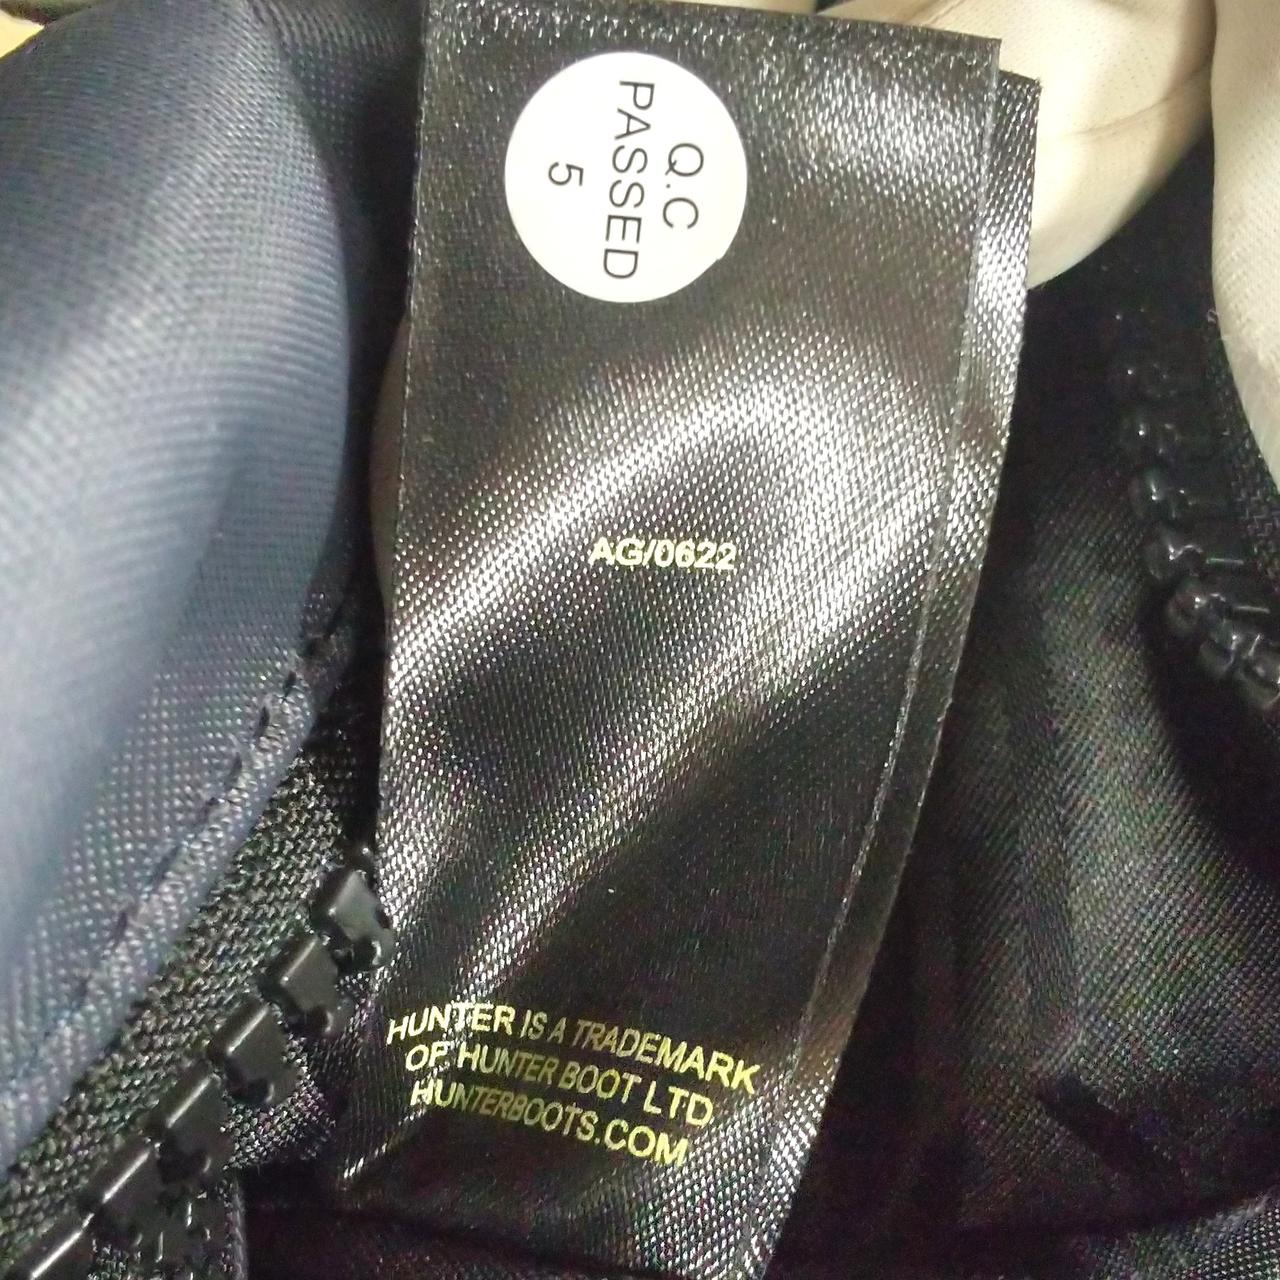 Q.C
PASSED
5
AG/0622
HUNTER IS A TRADEMARK
OF HUNTER BOOT LTD
HUNTERBOOTS.COM